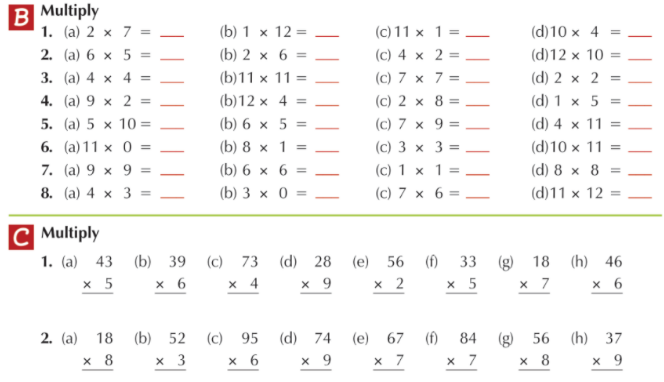 B Multiply
1. (a) 2 × 7 = ___ (b) 1 × 12 = ___ (c) 11 × 1 = ___ (d) 10 × 4 = ___
2. (a) 6 × 5 = ___ (b) 2 × 6 = ___ (c) 4 × 2 = ___ (d) 12 × 10 = ___
3. (a) 4 × 4 = ___ (b) 11 × 11 = ___ (c) 7 × 7 = ___ (d) 2 × 2 = ___
4. (a) 9 × 2 = ___ (b) 12 × 4 = ___ (c) 2 × 8 = ___ (d) 1 × 5 = ___
5. (a) 5 × 10 = ___ (b) 6 × 5 = ___ (c) 7 × 9 = ___ (d) 4 × 11 = ___
6. (a) 11 × 0 = ___ (b) 8 × 1 = ___ (c) 3 × 3 = ___ (d) 10 × 11 = ___
7. (a) 9 × 9 = ___ (b) 6 × 6 = ___ (c) 1 × 1 = ___ (d) 8 × 8 = ___
8. (a) 4 × 3 = ___ (b) 3 × 0 = ___ (c) 7 × 6 = ___ (d) 11 × 12 = ___
C Multiply
1. (a) 43 (b) 39 (c) 73 (d) 28 (e) 56 (f) 33 (g) 18 (h) 46
× 5 × 6 × 4 × 9 × 2 × 5 × 7 × 6
2. (a) 18 (b) 52 (c) 95 (d) 74 (e) 67 (f) 84 (g) 56 (h) 37
× 8 × 3 × 6 × 9 × 7 × 7 × 8 × 9